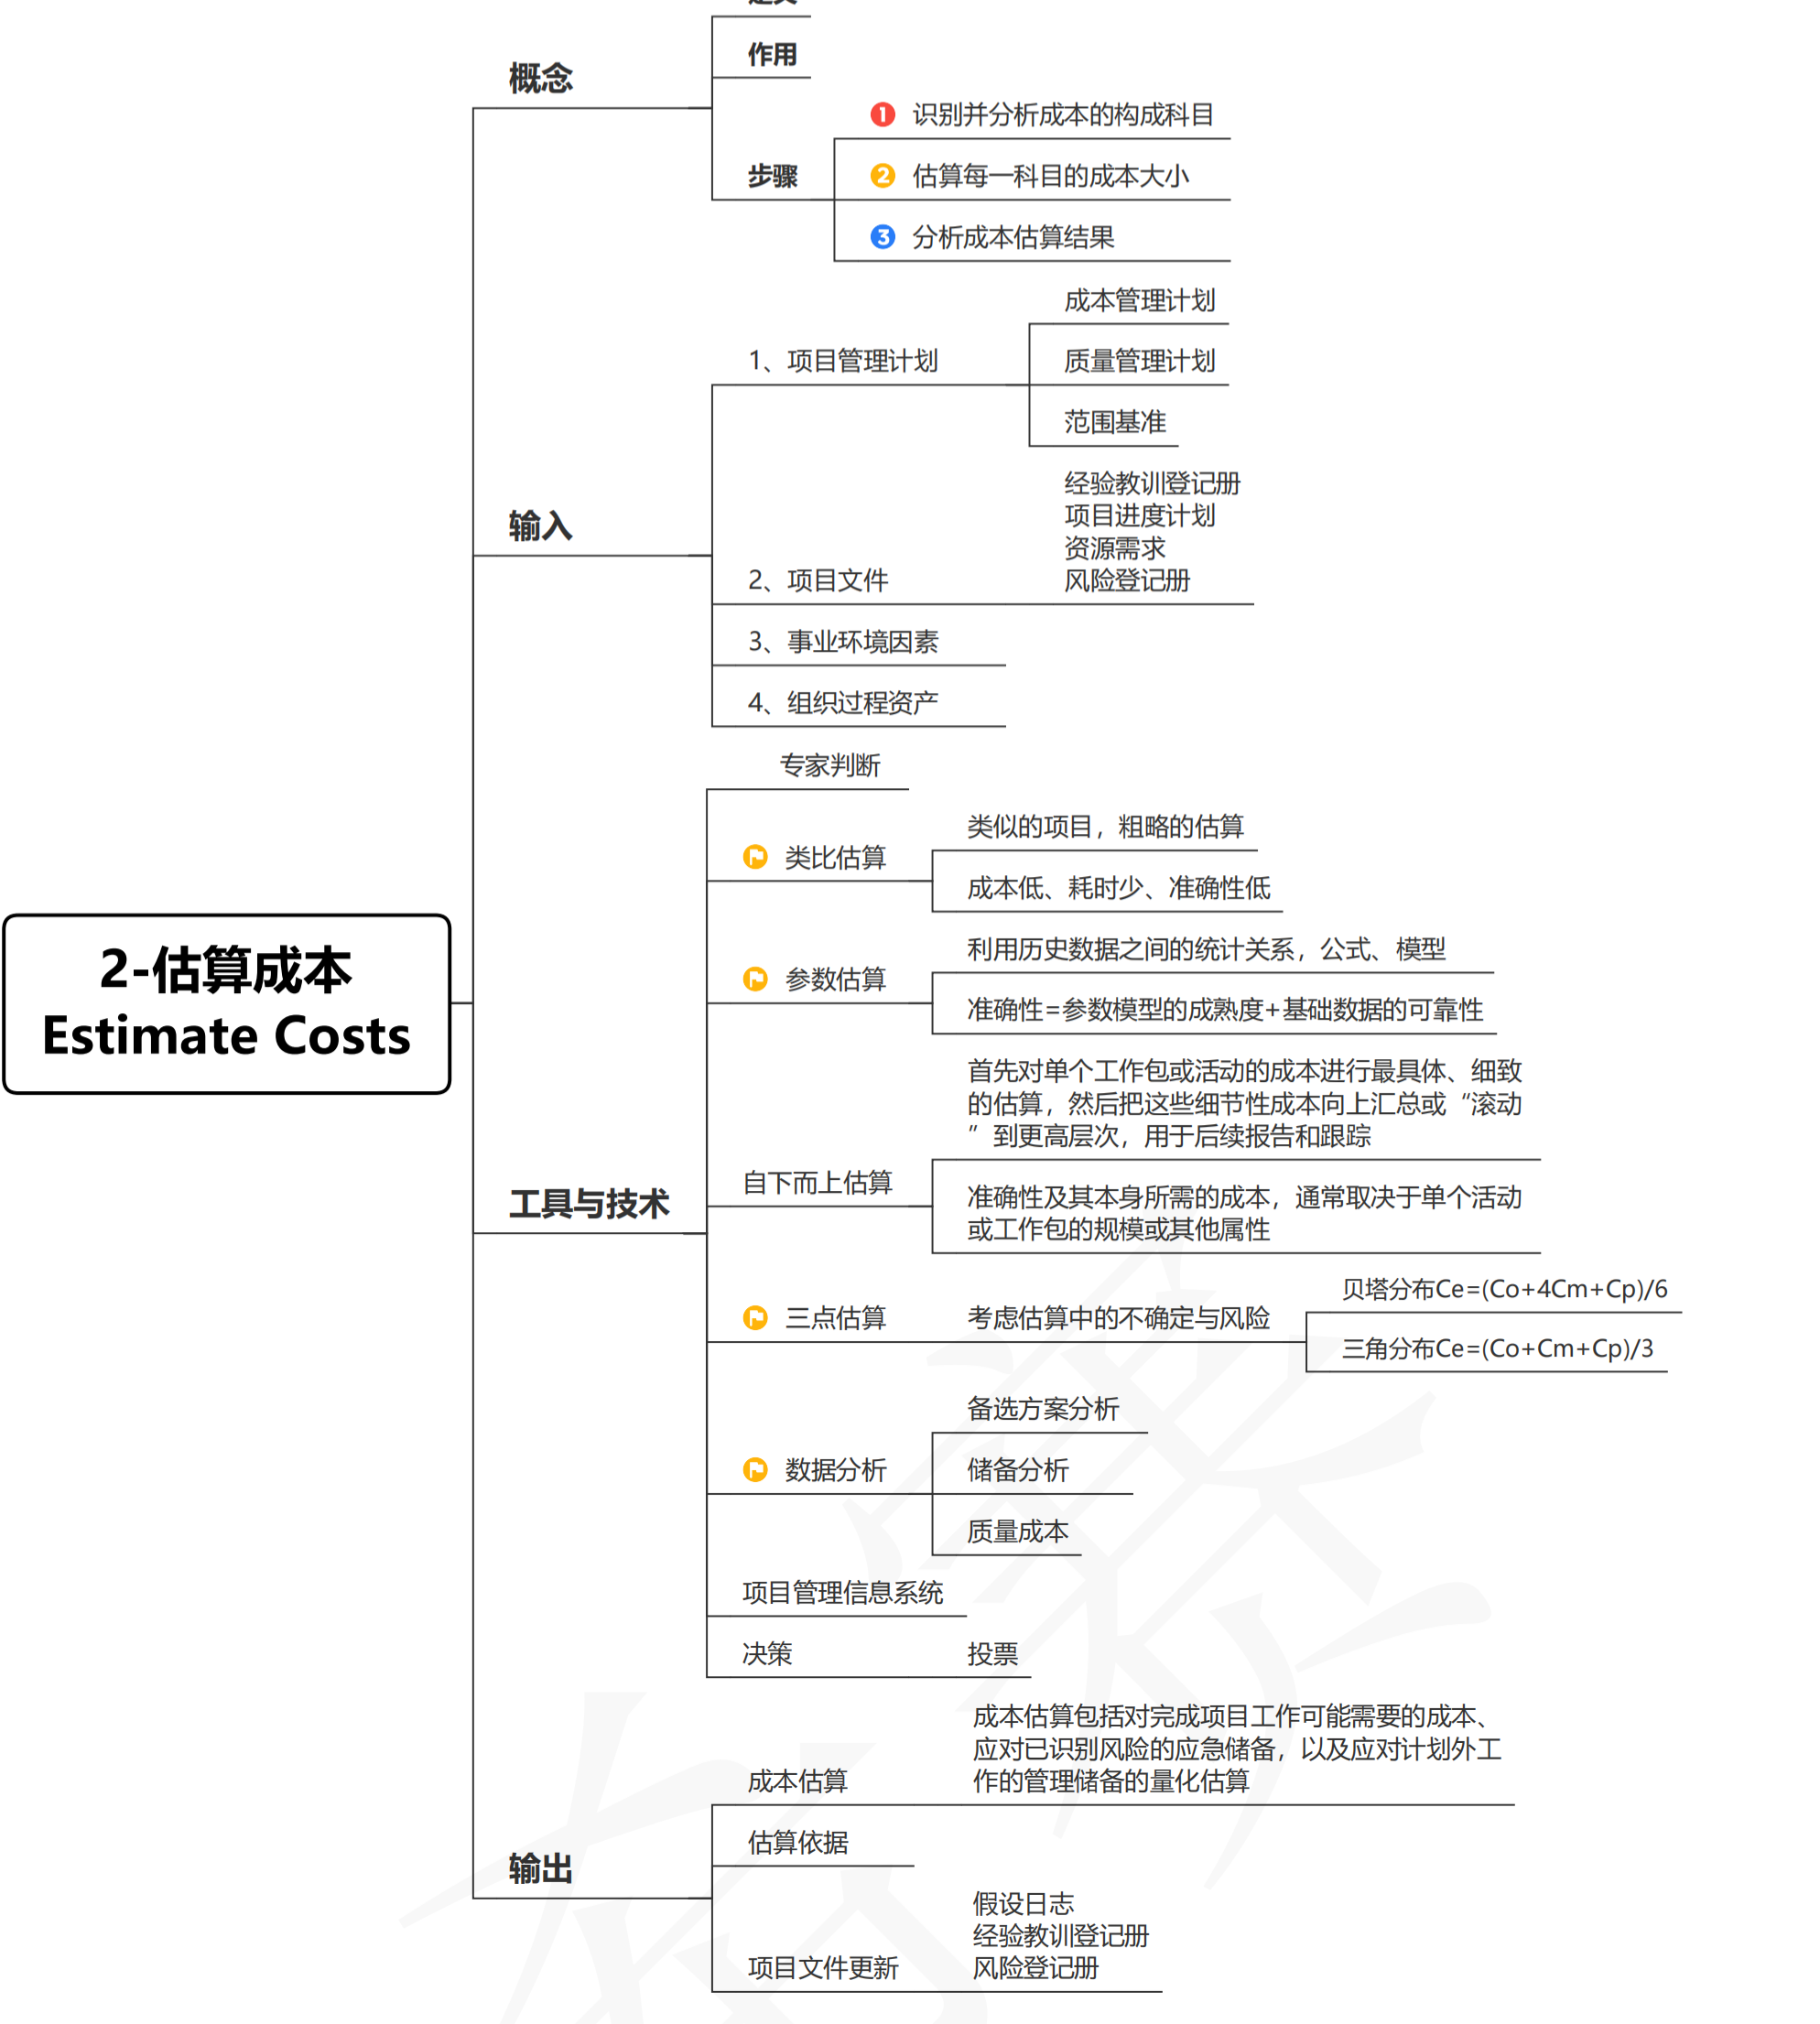 作用
概念
1 识别并分析成本的构成科目
步骤
2 估算每一科目的成本大小
3 分析成本估算结果
成本管理计划
1、项目管理计划
质量管理计划
范围基准
输入
经验教训登记册
项目进度计划
资源需求
风险登记册
2、项目文件
3、事业环境因素
4、组织过程资产
专家判断
类似的项目，粗略的估算
类比估算
成本低、耗时少、准确性低
2-估算成本
Estimate Costs
利用历史数据之间的统计关系，公式、模型
参数估算
准确性=参数模型的成熟度+基础数据的可靠性
首先对单个工作包或活动的成本进行最具体、细致
的估算，然后把这些细节性成本向上汇总或“滚动
”到更高层次，用于后续报告和跟踪
工具与技术
自下而上估算
准确性及其本身所需的成本，通常取决于单个活动
或工作包的规模或其他属性
贝塔分布Ce=(Co+4Cm+Cp)/6
三点估算
考虑估算中的不确定与风险
三角分布Ce=(Co+Cm+Cp)/3
备选方案分析
数据分析
储备分析
质量成本
项目管理信息系统
决策
投票
成本估算包括对完成项目工作可能需要的成本、
应对已识别风险的应急储备，以及应对计划外工
作的管理储备的量化估算
成本估算
估算依据
输出
假设日志
经验教训登记册
风险登记册
项目文件更新